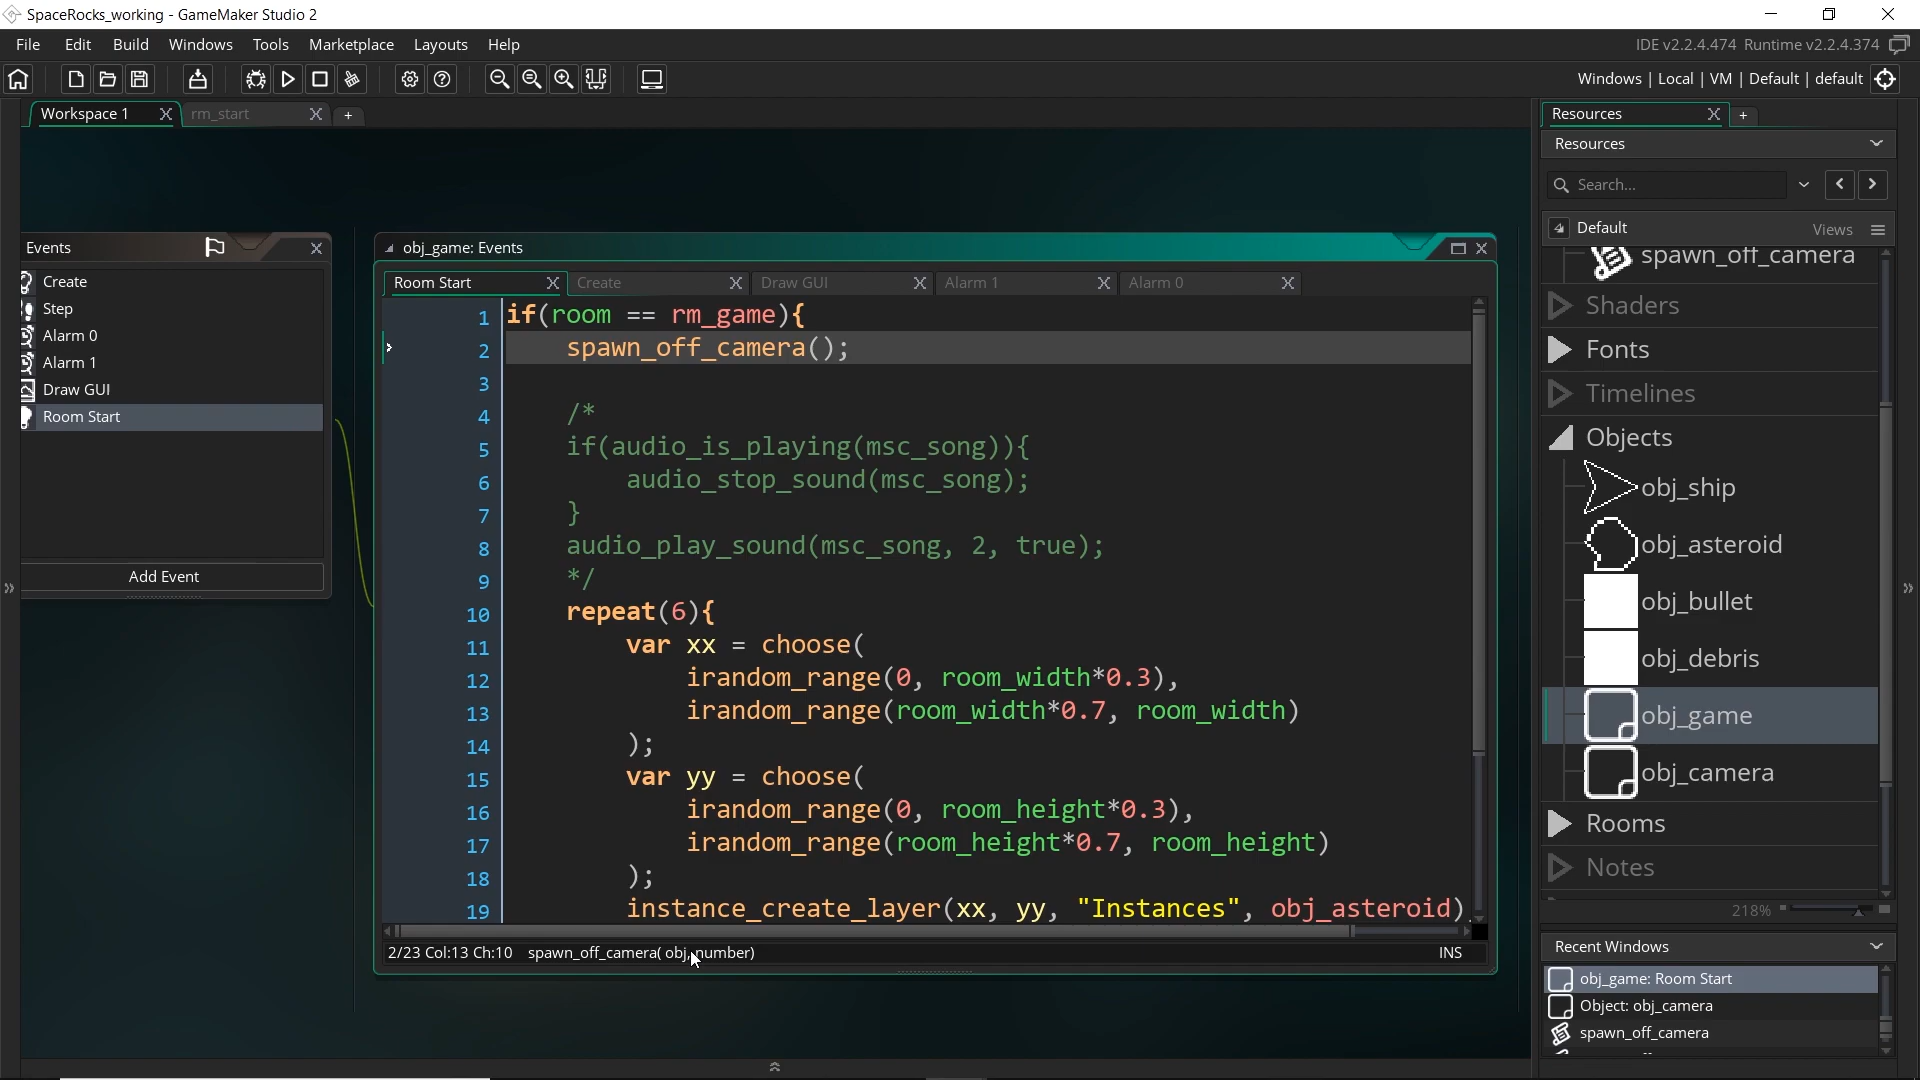 SpaceRocks_working - GameMaker Studio 2
File Edit Build Windows Tools Marketplace Layouts Help
IDE v2.2.4.474 Runtime v2.2.4.374
Windows | Local | VM | Default | default
Workspace 1
rm_start
+
Resources
+
Resources
Search...
Default
Views
spawn_off_camera
Shaders
Fonts
Timelines
Objects
obj_ship
obj_asteroid
obj_bullet
obj_debris
obj_game
obj_camera
Rooms
Notes
218%
Recent Windows
obj_game: Room Start
Object: obj_camera
spawn_off_camera
Events
Create
Step
Alarm 0
Alarm 1
Draw GUI
Room Start
Add Event
obj_game: Events
Room Start
Create
Draw GUI
Alarm 1
Alarm 0
1 if(room == rm_game){
2 spawn_off_camera();
3
4 /*
5 if(audio_is_playing(msc_song)){
6 audio_stop_sound(msc_song);
7 }
8 audio_play_sound(msc_song, 2, true);
9 */
10 repeat(6){
11 var xx = choose(
12 irandom_range(0, room_width*0.3),
13 irandom_range(room_width*0.7, room_width)
14 );
15 var yy = choose(
16 irandom_range(0, room_height*0.3),
17 irandom_range(room_height*0.7, room_height)
18 );
19 instance_create_layer(xx, yy, "Instances", obj_asteroid)
2/23 Col:13 Ch:10 spawn_off_camera( obj, number)
INS